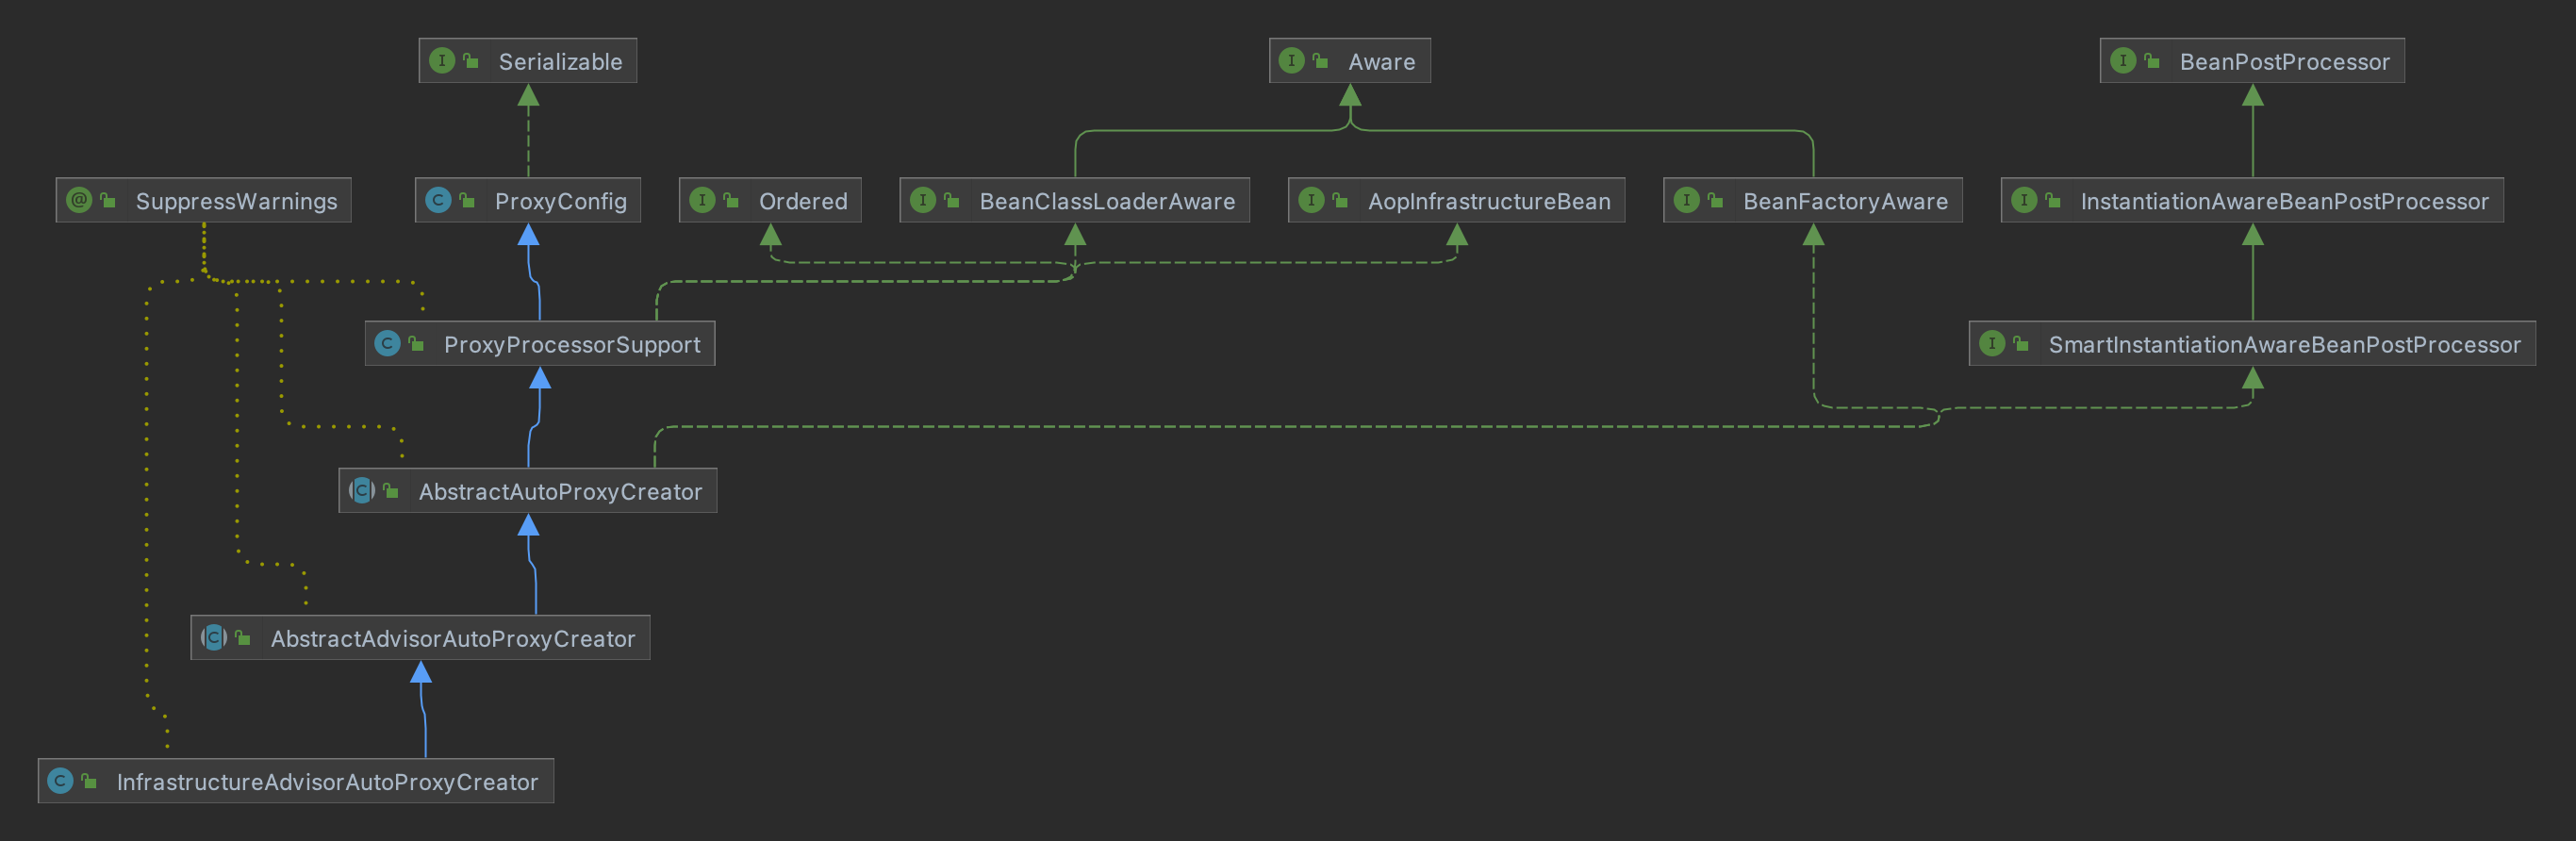 I Serializable
I Aware
I BeanPostProcessor
@ SuppressWarnings
C ProxyConfig
I Ordered
I BeanClassLoaderAware
I AopInfrastructureBean
I BeanFactoryAware
I InstantiationAwareBeanPostProcessor
C ProxyProcessorSupport
I SmartInstantiationAwareBeanPostProcessor
C AbstractAutoProxyCreator
C AbstractAdvisorAutoProxyCreator
C InfrastructureAdvisorAutoProxyCreator